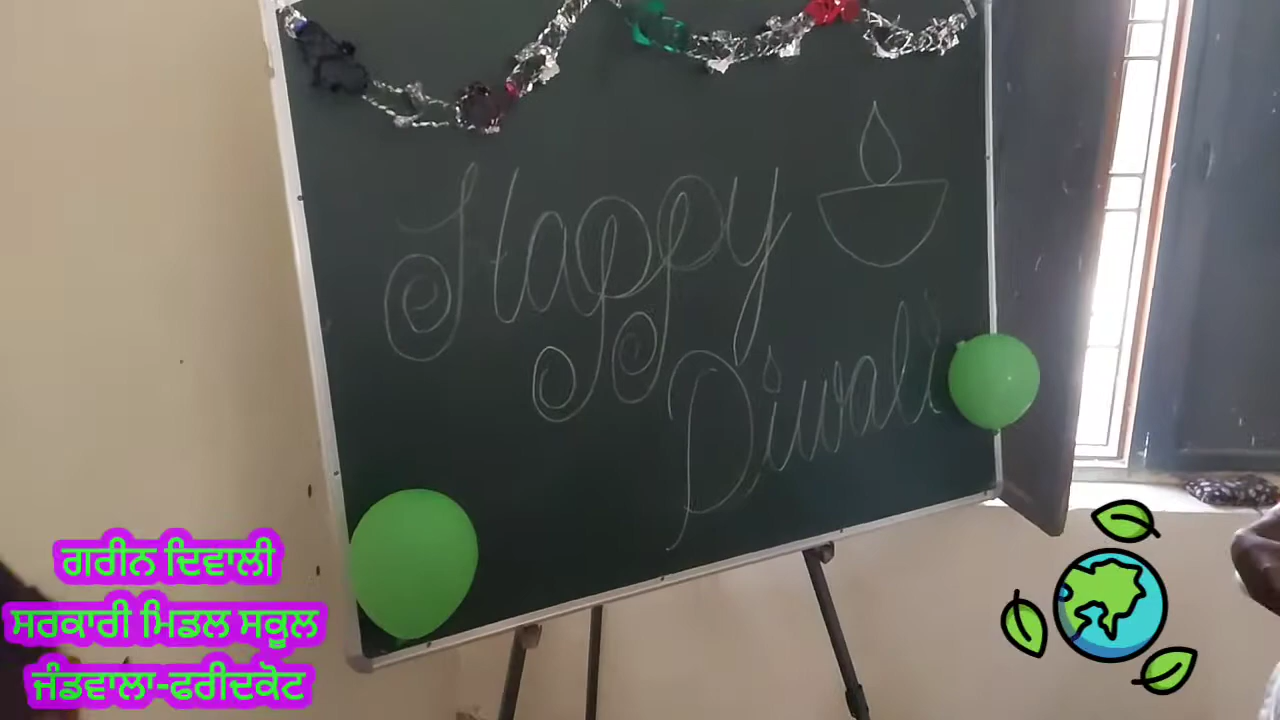 Happy
Diwali
ਗਰੀਨ ਦਿਵਾਲੀ
ਸਰਕਾਰੀ ਮਿਡਲ ਸਕੂਲ
ਜੰਡਵਾਲਾ-ਫਰੀਦਕੋਟ